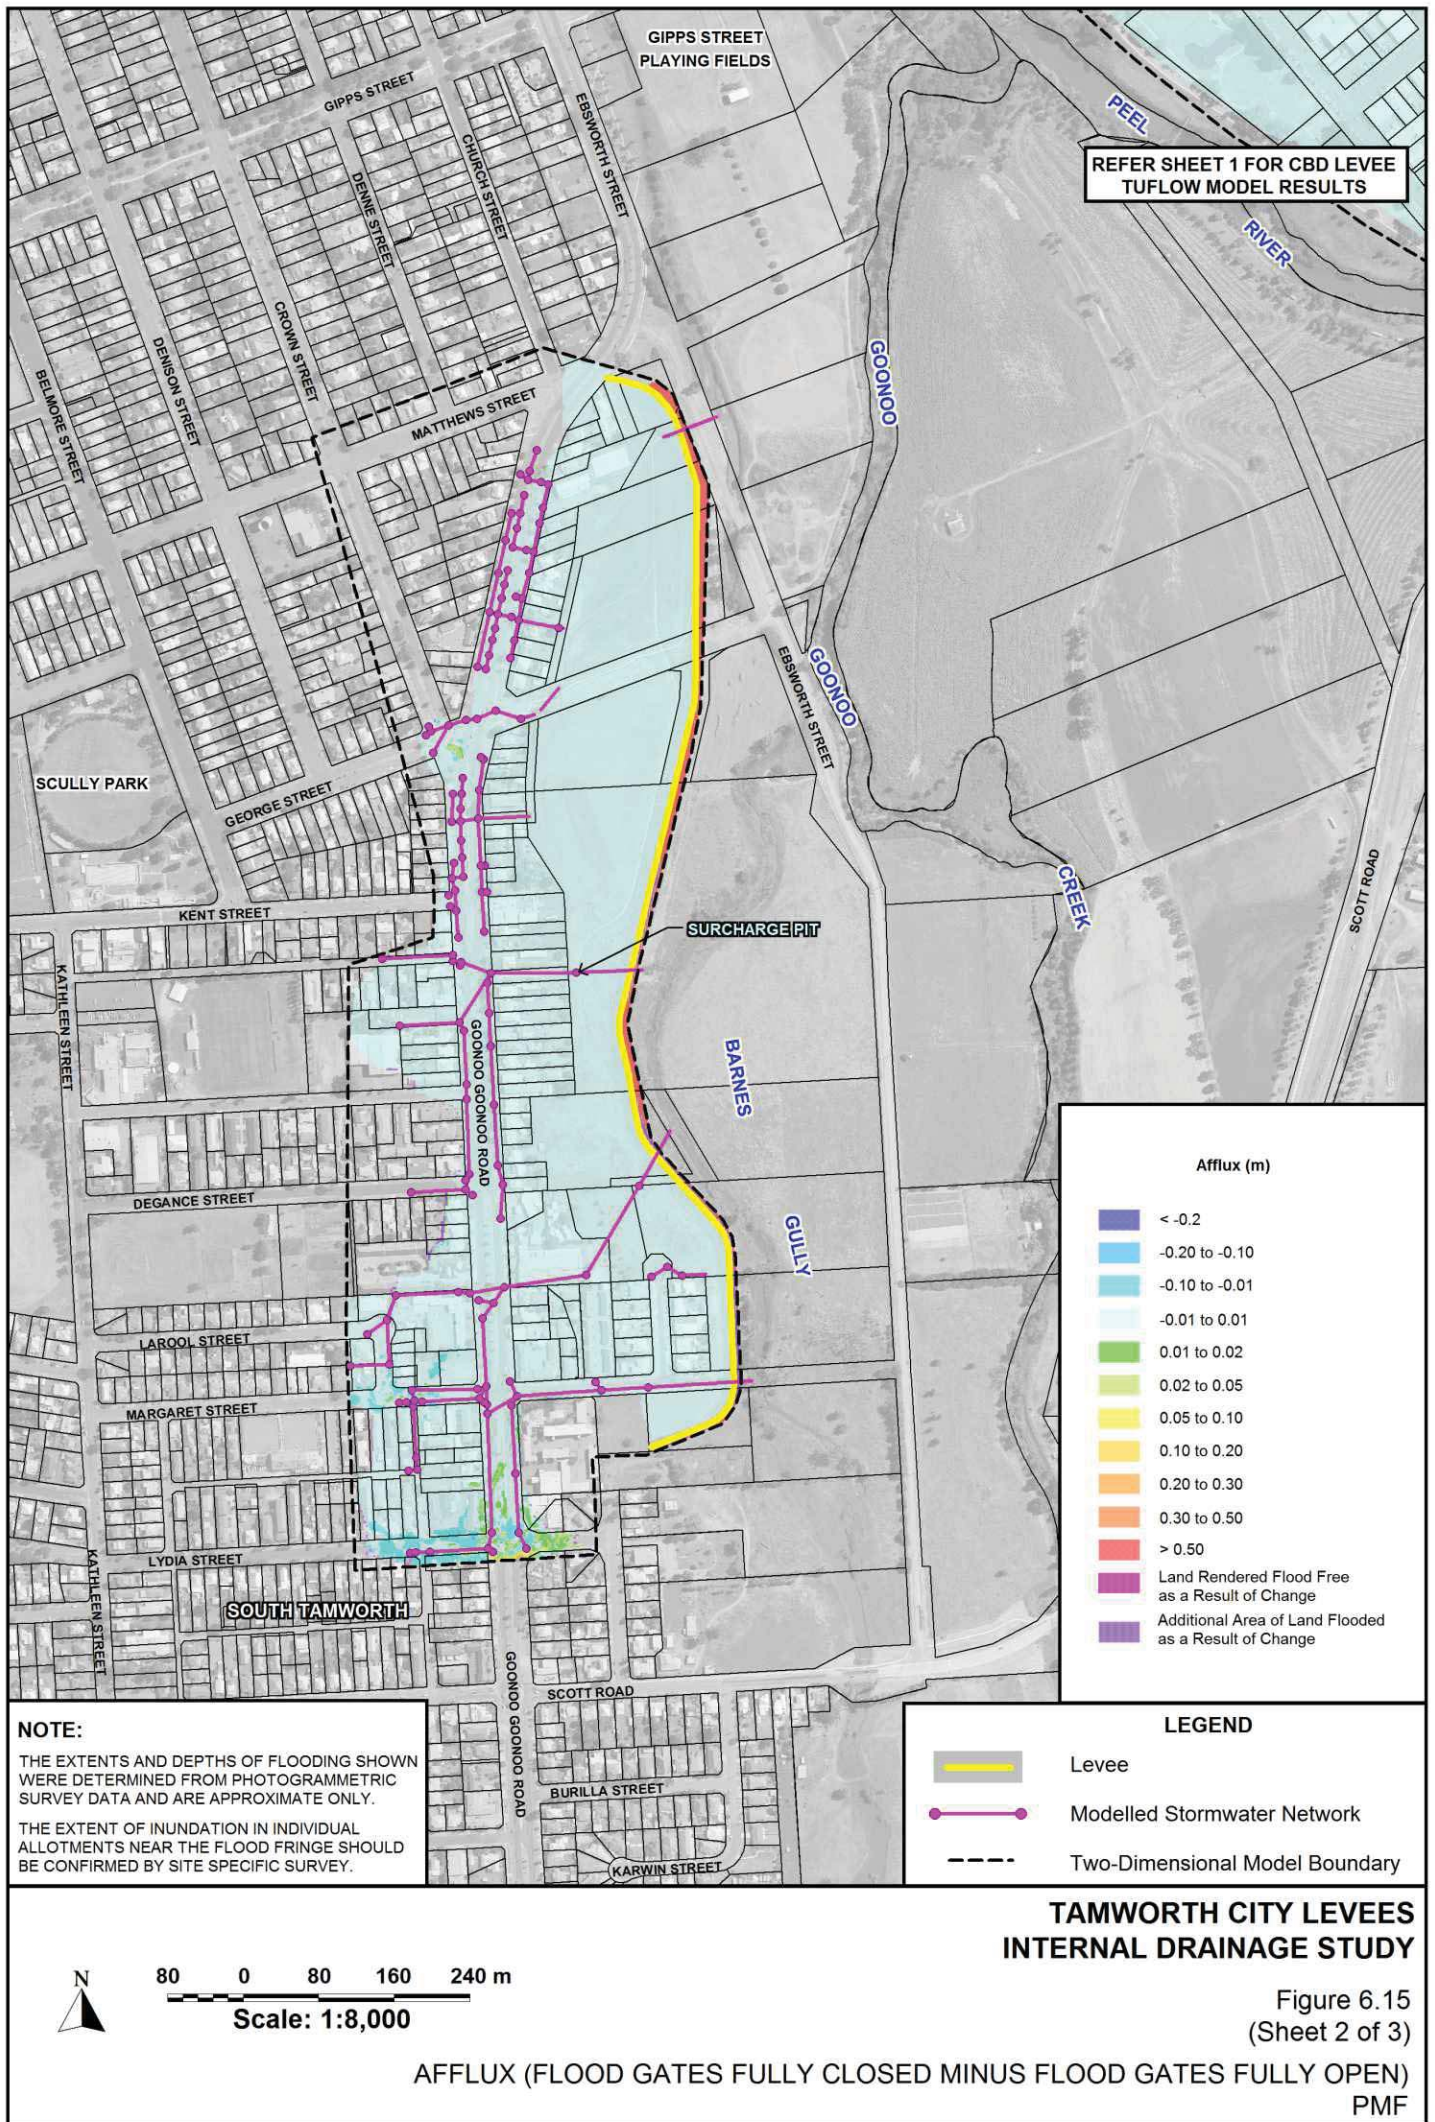 GIPPS STREET
PLAYING FIELDS
GIPPS STREET
EBSWORTH STREET
CHURCH STREET
DENNE STREET
PEEL
REFER SHEET 1 FOR CBD LEVEE
TUFLOW MODEL RESULTS
RIVER
CROWN STREET
DENISON STREET
BELMORE STREET
MATTHEWS STREET
GOONOO
GOONOO
EBSWORTH STREET
SCULLY PARK
GEORGE STREET
CREEK
SCOTT ROAD
KENT STREET
SURCHARGE PIT
KATHLEEN STREET
GOONOO GOONOO ROAD
BARNES
GULLY
DEGANCE STREET
LAROOL STREET
MARGARET STREET
LYDIA STREET
KATHLEEN STREET
SOUTH TAMWORTH
GOONOO GOONOO ROAD
SCOTT ROAD
BURILLA STREET
KARWIN STREET
Afflux (m)
< -0.2
-0.20 to -0.10
-0.10 to -0.01
-0.01 to 0.01
0.01 to 0.02
0.02 to 0.05
0.05 to 0.10
0.10 to 0.20
0.20 to 0.30
0.30 to 0.50
> 0.50
Land Rendered Flood Free
as a Result of Change
Additional Area of Land Flooded
as a Result of Change
NOTE:
THE EXTENTS AND DEPTHS OF FLOODING SHOWN
WERE DETERMINED FROM PHOTOGRAMMETRIC
SURVEY DATA AND ARE APPROXIMATE ONLY.
THE EXTENT OF INUNDATION IN INDIVIDUAL
ALLOTMENTS NEAR THE FLOOD FRINGE SHOULD
BE CONFIRMED BY SITE SPECIFIC SURVEY.
LEGEND
Levee
Modelled Stormwater Network
Two-Dimensional Model Boundary
TAMWORTH CITY LEVEES
INTERNAL DRAINAGE STUDY
N
80 0 80 160 240 m
Scale: 1:8,000
Figure 6.15
(Sheet 2 of 3)
AFFLUX (FLOOD GATES FULLY CLOSED MINUS FLOOD GATES FULLY OPEN)
PMF